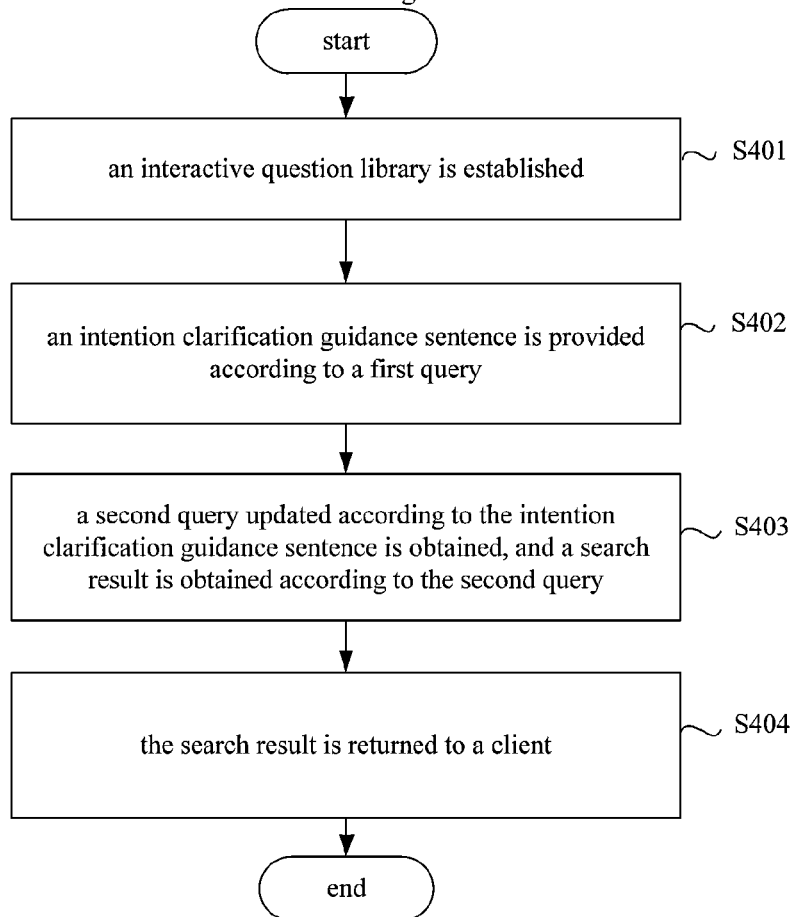 start
an interactive question library is established
S401
an intention clarification guidance sentence is provided
according to a first query
S402
a second query updated according to the intention
clarification guidance sentence is obtained, and a search
result is obtained according to the second query
S403
the search result is returned to a client
S404
end